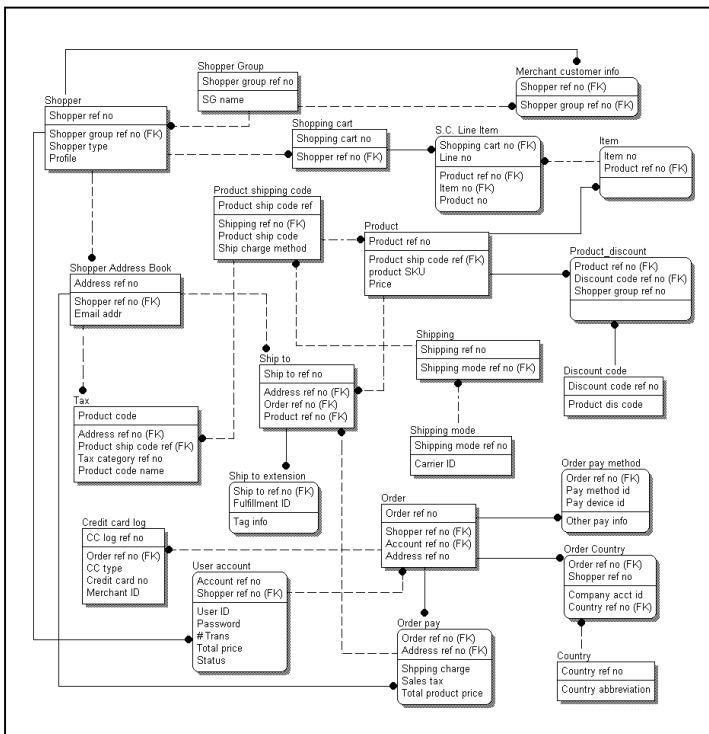 Shopper Group
Shopper group ref no
SG name
Merchant customer info
Shopper ref no (FK)
Shopper group ref no (FK)
Shopper
Shopper ref no
Shopper group ref no (FK)
Shopper type
Profile
Shopping cart
Shopping cart no
Shopper ref no (FK)
S.C. Line Item
Shopping cart no (FK)
Line no
Product ref no (FK)
Item no (FK)
Product no
Item
Item no
Product ref no (FK)
Product shipping code
Product ship code ref
Shipping ref no (FK)
Product ship code
Ship charge method
Product
Product ref no
Product ship code ref (FK)
product SKU
Price
Product_discount
Product ref no (FK)
Discount code ref no (FK)
Shopper group ref no
Shopper Address Book
Address ref no
Shopper ref no (FK)
Email addr
Shipping
Shipping ref no
Shipping mode ref no (FK)
Ship to
Ship to ref no
Address ref no (FK)
Order ref no (FK)
Product ref no (FK)
Discount code
Discount code ref no
Product dis code
Tax
Product code
Address ref no (FK)
Product ship code ref (FK)
Tax category ref no
Product code name
Shipping mode
Shipping mode ref no
Carrier ID
Ship to extension
Ship to ref no (FK)
Fulfillment ID
Tag info
Order pay method
Order ref no (FK)
Pay method id
Pay device id
Other pay info
Order
Order ref no
Shopper ref no (FK)
Account ref no (FK)
Address ref no
Credit card log
CC log ref no
Order ref no (FK)
CC type
Credit card no
Merchant ID
Order Country
Order ref no (FK)
Shopper ref no
Company acct id
Country ref no (FK)
User account
Account ref no
Shopper ref no (FK)
User ID
Password
# Trans
Total price
Status
Order pay
Order ref no (FK)
Address ref no (FK)
Shpping charge
Sales tax
Total product price
Country
Country ref no
Country abbreviation